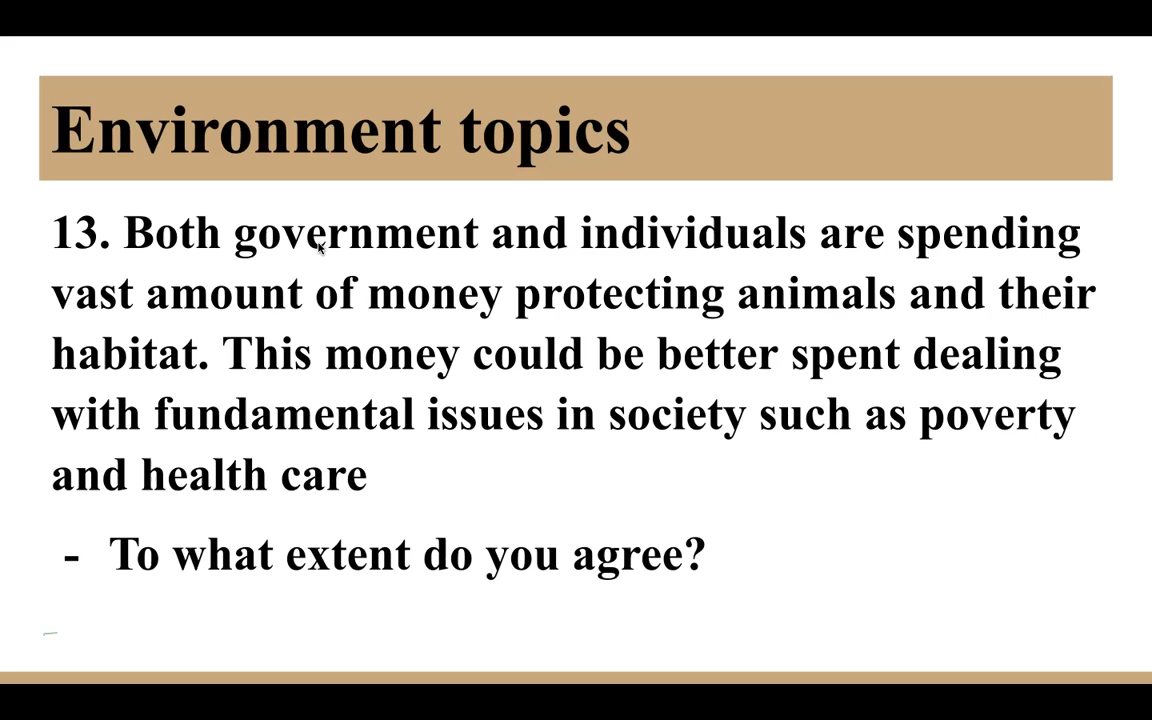 Environment topics
13. Both government and individuals are spending
vast amount of money protecting animals and their
habitat. This money could be better spent dealing
with fundamental issues in society such as poverty
and health care
- To what extent do you agree?